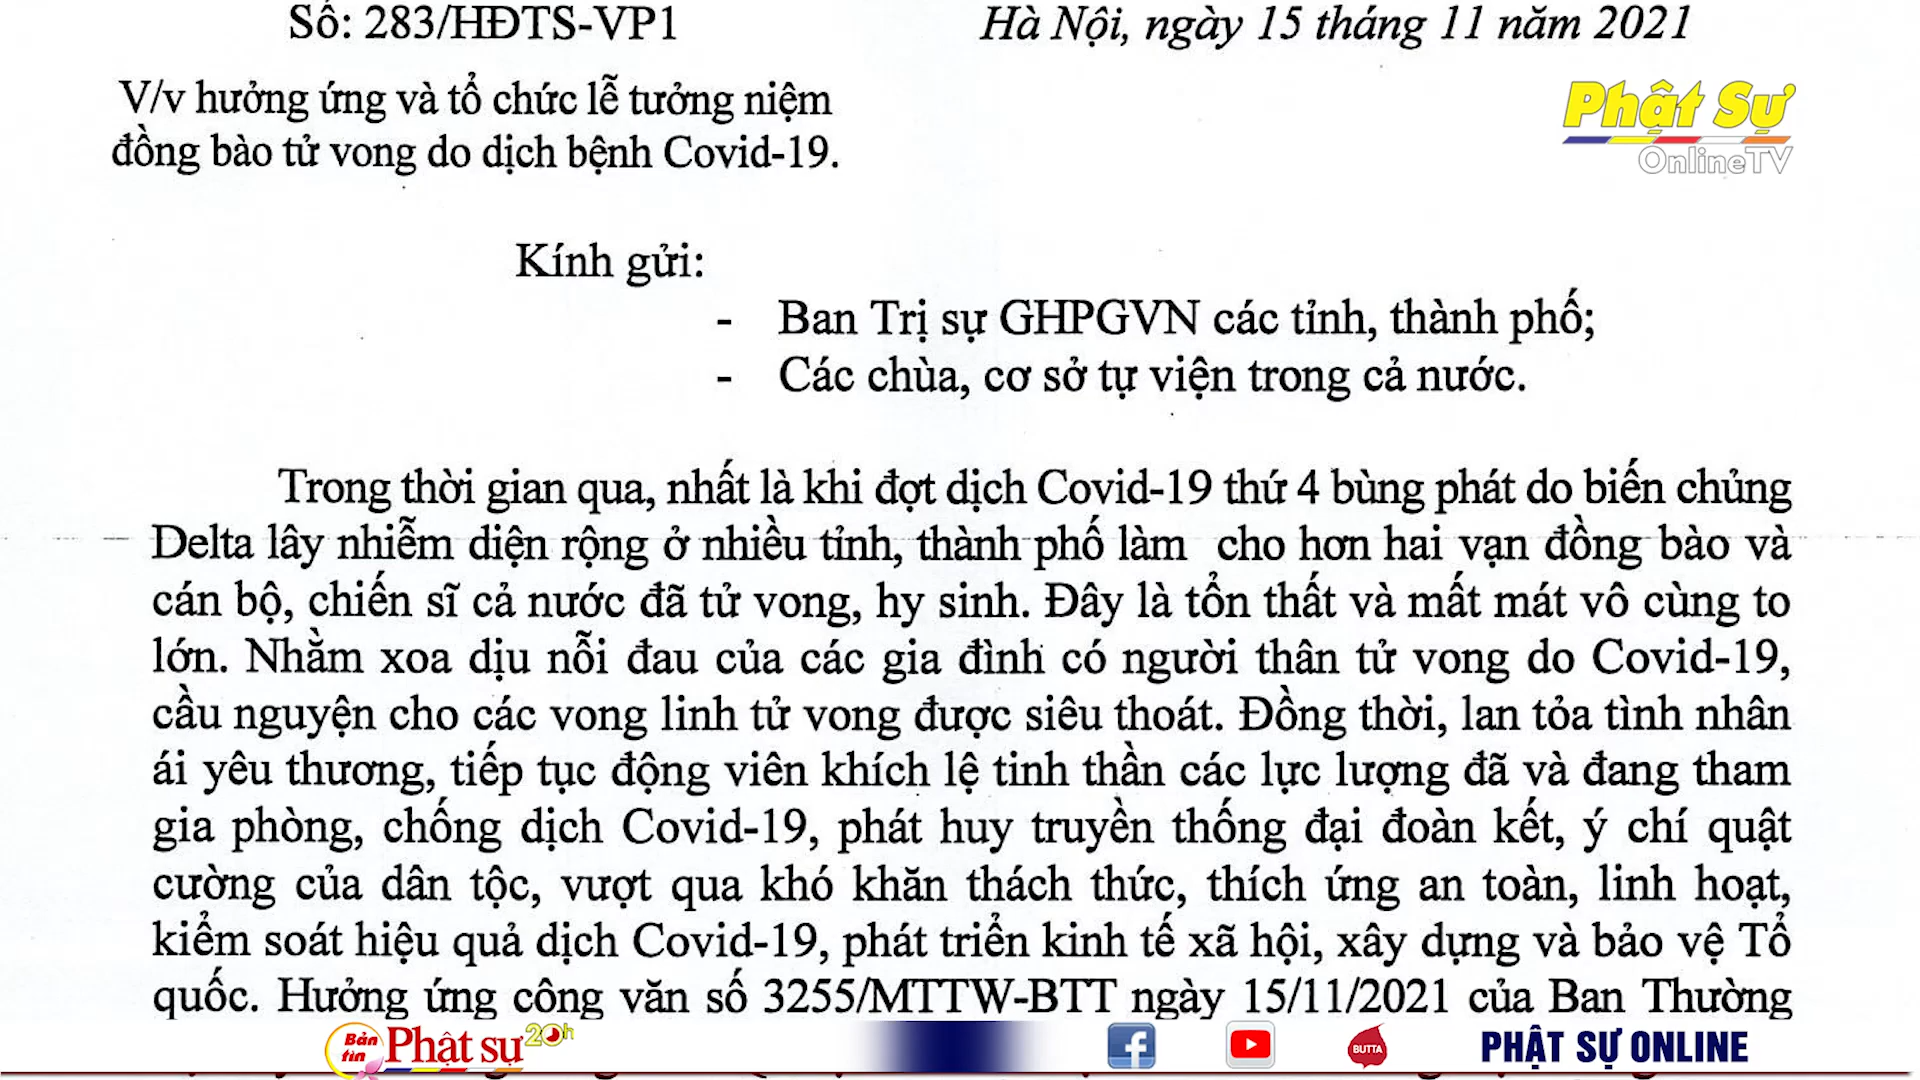 Số: 283/HĐTS-VP1
Hà Nội, ngày 15 tháng 11 năm 2021
V/v hưởng ứng và tổ chức lễ tưởng niệm
đồng bào tử vong do dịch bệnh Covid-19.
Phật Sự
OnlineTV
Kính gửi:
- Ban Trị sự GHPGVN các tỉnh, thành phố;
- Các chùa, cơ sở tự viện trong cả nước.
Trong thời gian qua, nhất là khi đợt dịch Covid-19 thứ 4 bùng phát do biến chủng
Delta lây nhiễm diện rộng ở nhiều tỉnh, thành phố làm cho hơn hai vạn đồng bào và
cán bộ, chiến sĩ cả nước đã tử vong, hy sinh. Đây là tổn thất và mất mát vô cùng to
lớn. Nhằm xoa dịu nỗi đau của các gia đình có người thân tử vong do Covid-19,
cầu nguyện cho các vong linh tử vong được siêu thoát. Đồng thời, lan tỏa tình nhân
ái yêu thương, tiếp tục động viên khích lệ tinh thần các lực lượng đã và đang tham
gia phòng, chống dịch Covid-19, phát huy truyền thống đại đoàn kết, ý chí quật
cường của dân tộc, vượt qua khó khăn thách thức, thích ứng an toàn, linh hoạt,
kiểm soát hiệu quả dịch Covid-19, phát triển kinh tế xã hội, xây dựng và bảo vệ Tổ
quốc. Hưởng ứng công văn số 3255/MTTW-BTT ngày 15/11/2021 của Ban Thường
Bản tin Phật sự 20h
BUTTA
PHẬT SỰ ONLINE